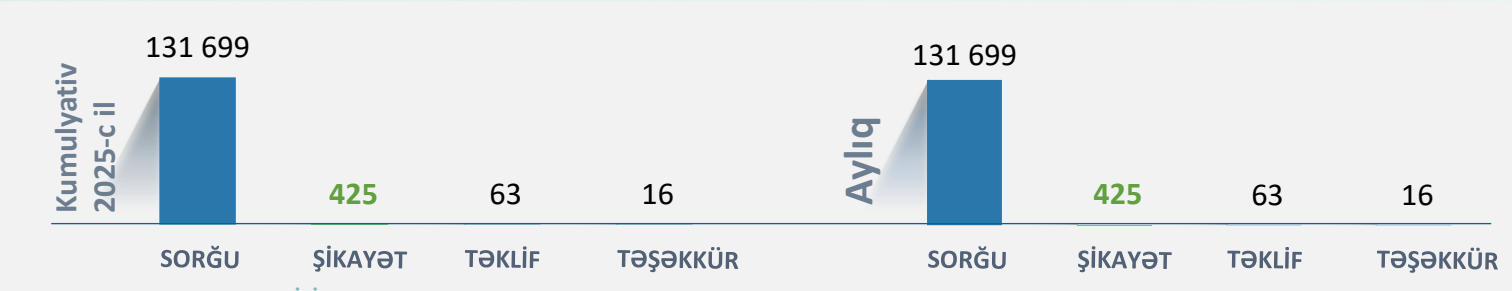 Kumulyativ
2025-c il
131 699
425
63
16
SORĞU
ŞİKAYƏT
TƏKLİF
TƏŞƏKKÜR
Aylıq
131 699
425
63
16
SORĞU
ŞİKAYƏT
TƏKLİF
TƏŞƏKKÜR